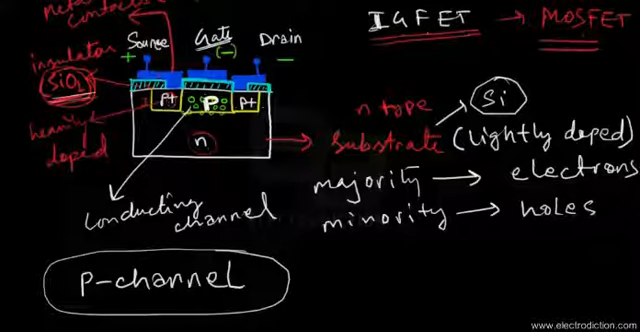 metal
contacts
IGFET → MOSFET
Source
Gate
Drain
+
(-)
-
insulator
SiO₂
P+
P
P+
heavily
doped
n
n type
substrate
Si
(lightly doped)
majority → electrons
minority → holes
conducting
channel
P-channel
www.electrodiction.com